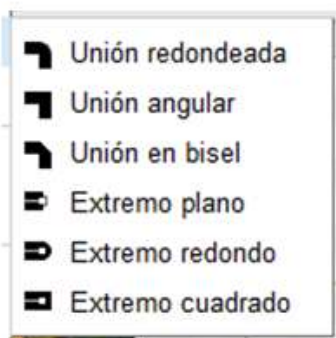 Unión redondeada
Unión angular
Unión en bisel
Extremo plano
Extremo redondo
Extremo cuadrado